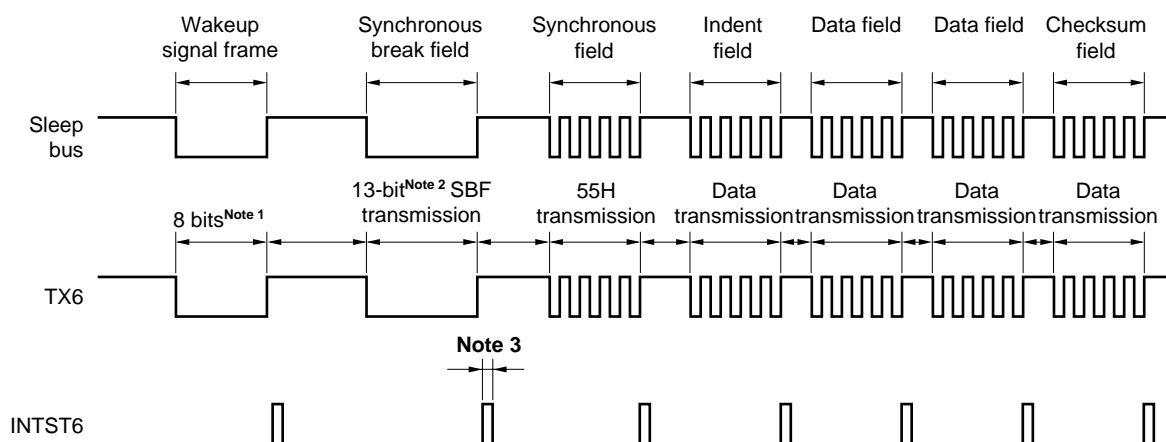 Wakeup
signal frame
Synchronous
break field
Synchronous
field
Indent
field
Data field
Data field
Checksum
field
Sleep
bus
8 bitsNote 1
13-bitNote 2 SBF
transmission
55H
transmission
Data
transmission
Data
transmission
Data
transmission
Data
transmission
TX6
Note 3
INTST6